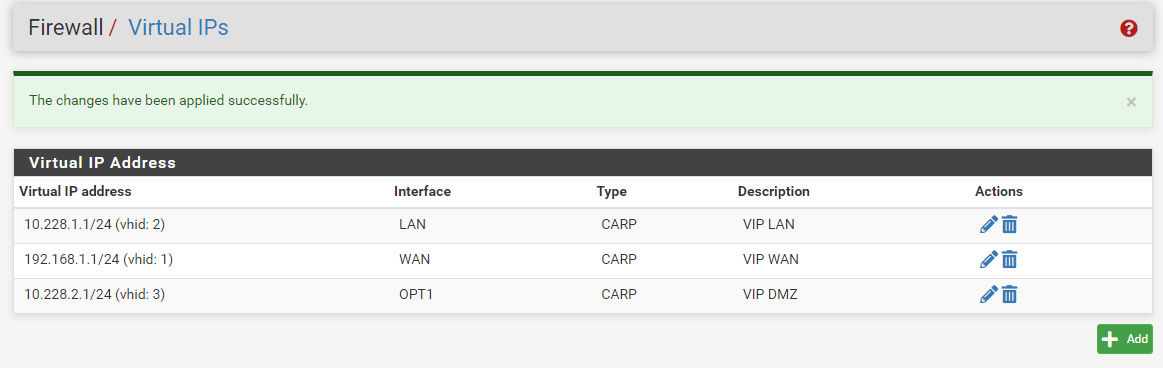 Firewall / Virtual IPs
The changes have been applied successfully. ×
Virtual IP Address
Virtual IP address Interface Type Description Actions
10.228.1.1/24 (vhid: 2) LAN CARP VIP LAN
192.168.1.1/24 (vhid: 1) WAN CARP VIP WAN
10.228.2.1/24 (vhid: 3) OPT1 CARP VIP DMZ
Add